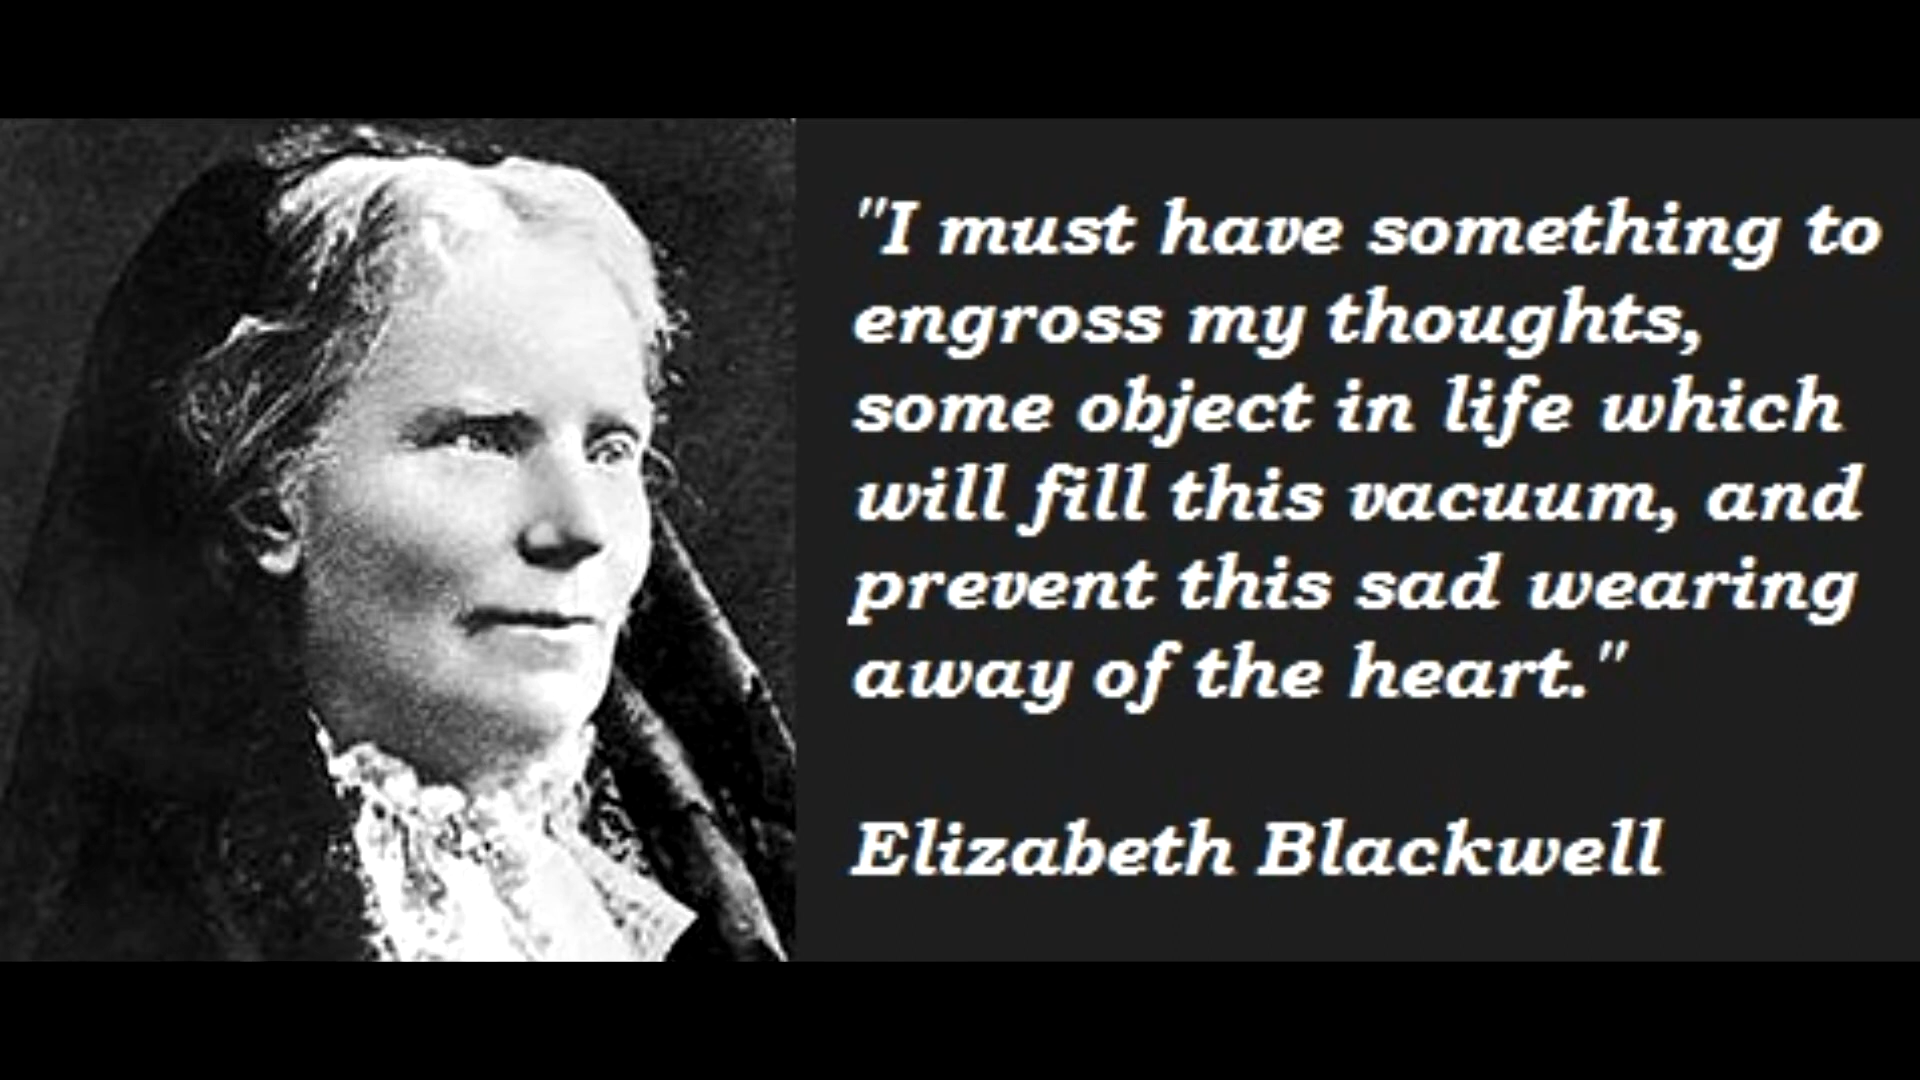 "I must have something to
engross my thoughts,
some object in life which
will fill this vacuum, and
prevent this sad wearing
away of the heart."
Elizabeth Blackwell